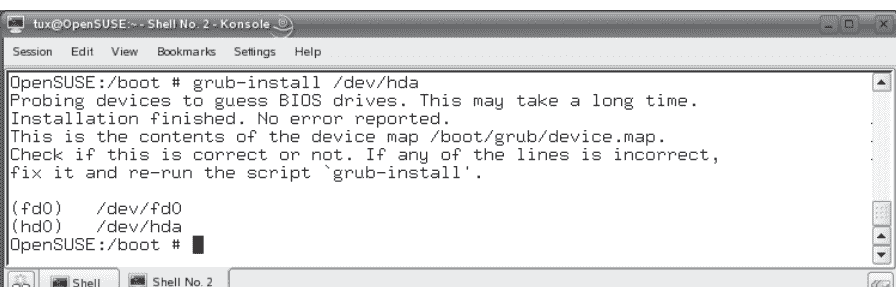 tux@OpenSUSE:~ - Shell No. 2 - Konsole
Session Edit View Bookmarks Settings Help
OpenSUSE:/boot # grub-install /dev/hda
Probing devices to guess BIOS drives. This may take a long time.
Installation finished. No error reported.
This is the contents of the device map /boot/grub/device.map.
Check if this is correct or not. If any of the lines is incorrect,
fix it and re-run the script `grub-install'.
(fd0) /dev/fd0
(hd0) /dev/hda
OpenSUSE:/boot #
Shell Shell No. 2